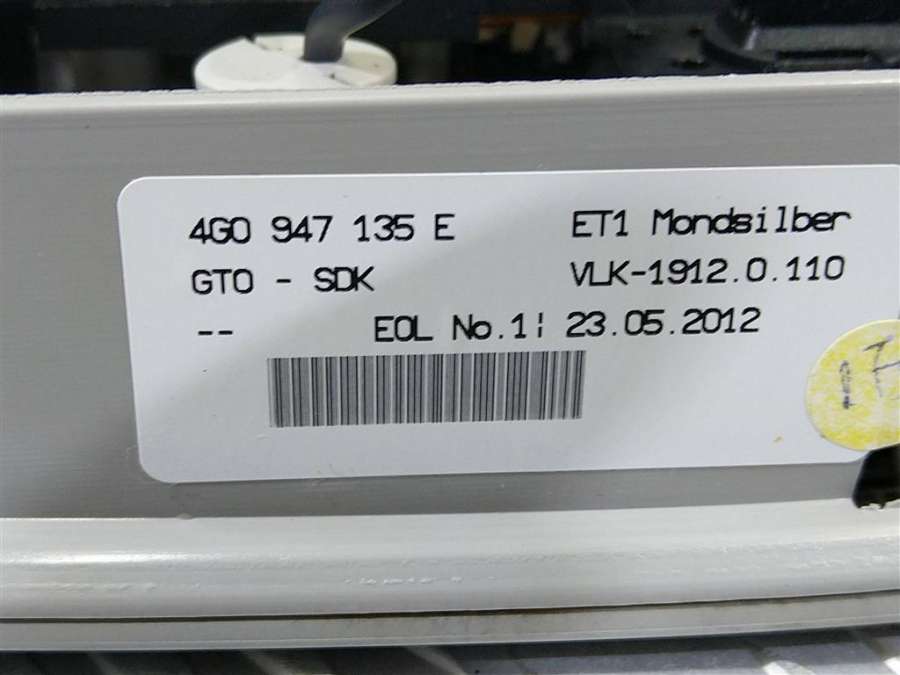 4G0 947 135 E ET1 Mondsilber
GTO - SDK VLK-1912.0.110
-- EOL No.1¦ 23.05.2012